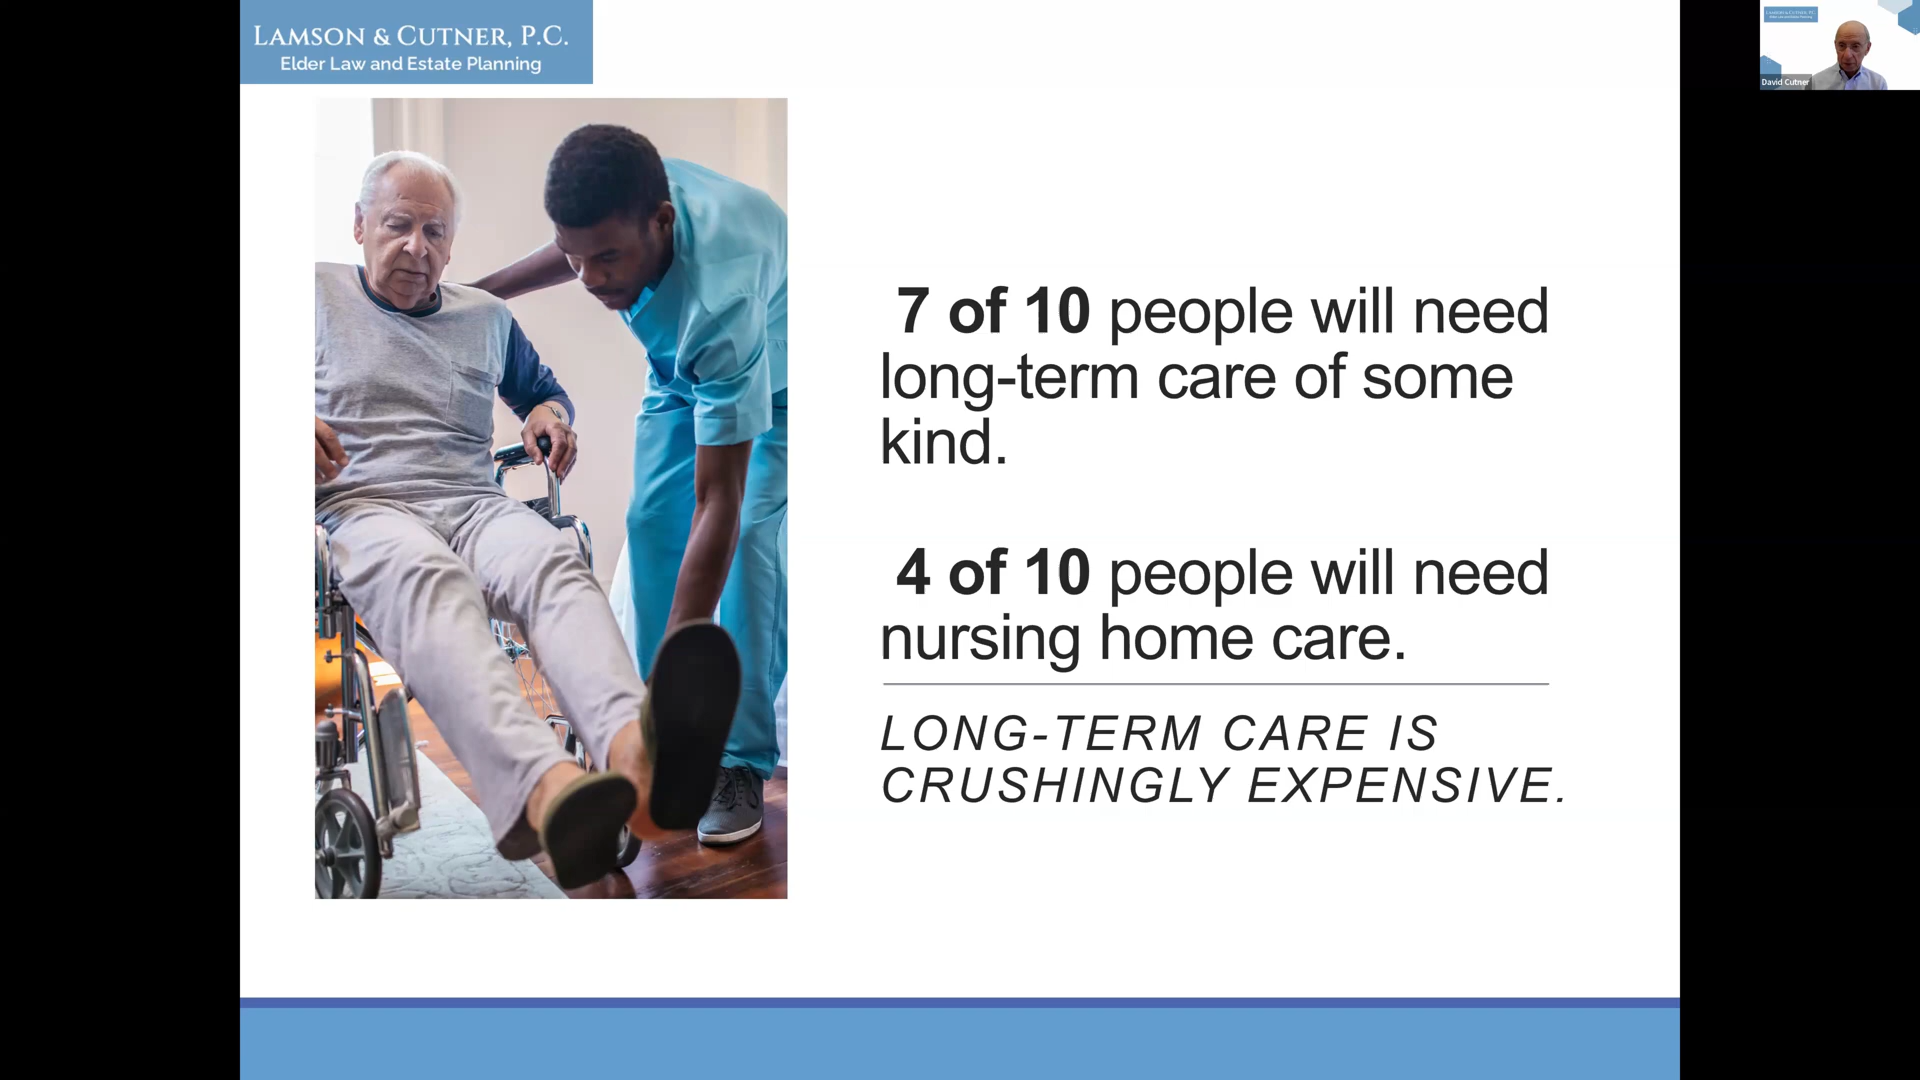 LAMSON & CUTNER, P.C.
Elder Law and Estate Planning
David Cutner
7 of 10 people will need
long-term care of some
kind.
4 of 10 people will need
nursing home care.
LONG-TERM CARE IS
CRUSHINGLY EXPENSIVE.